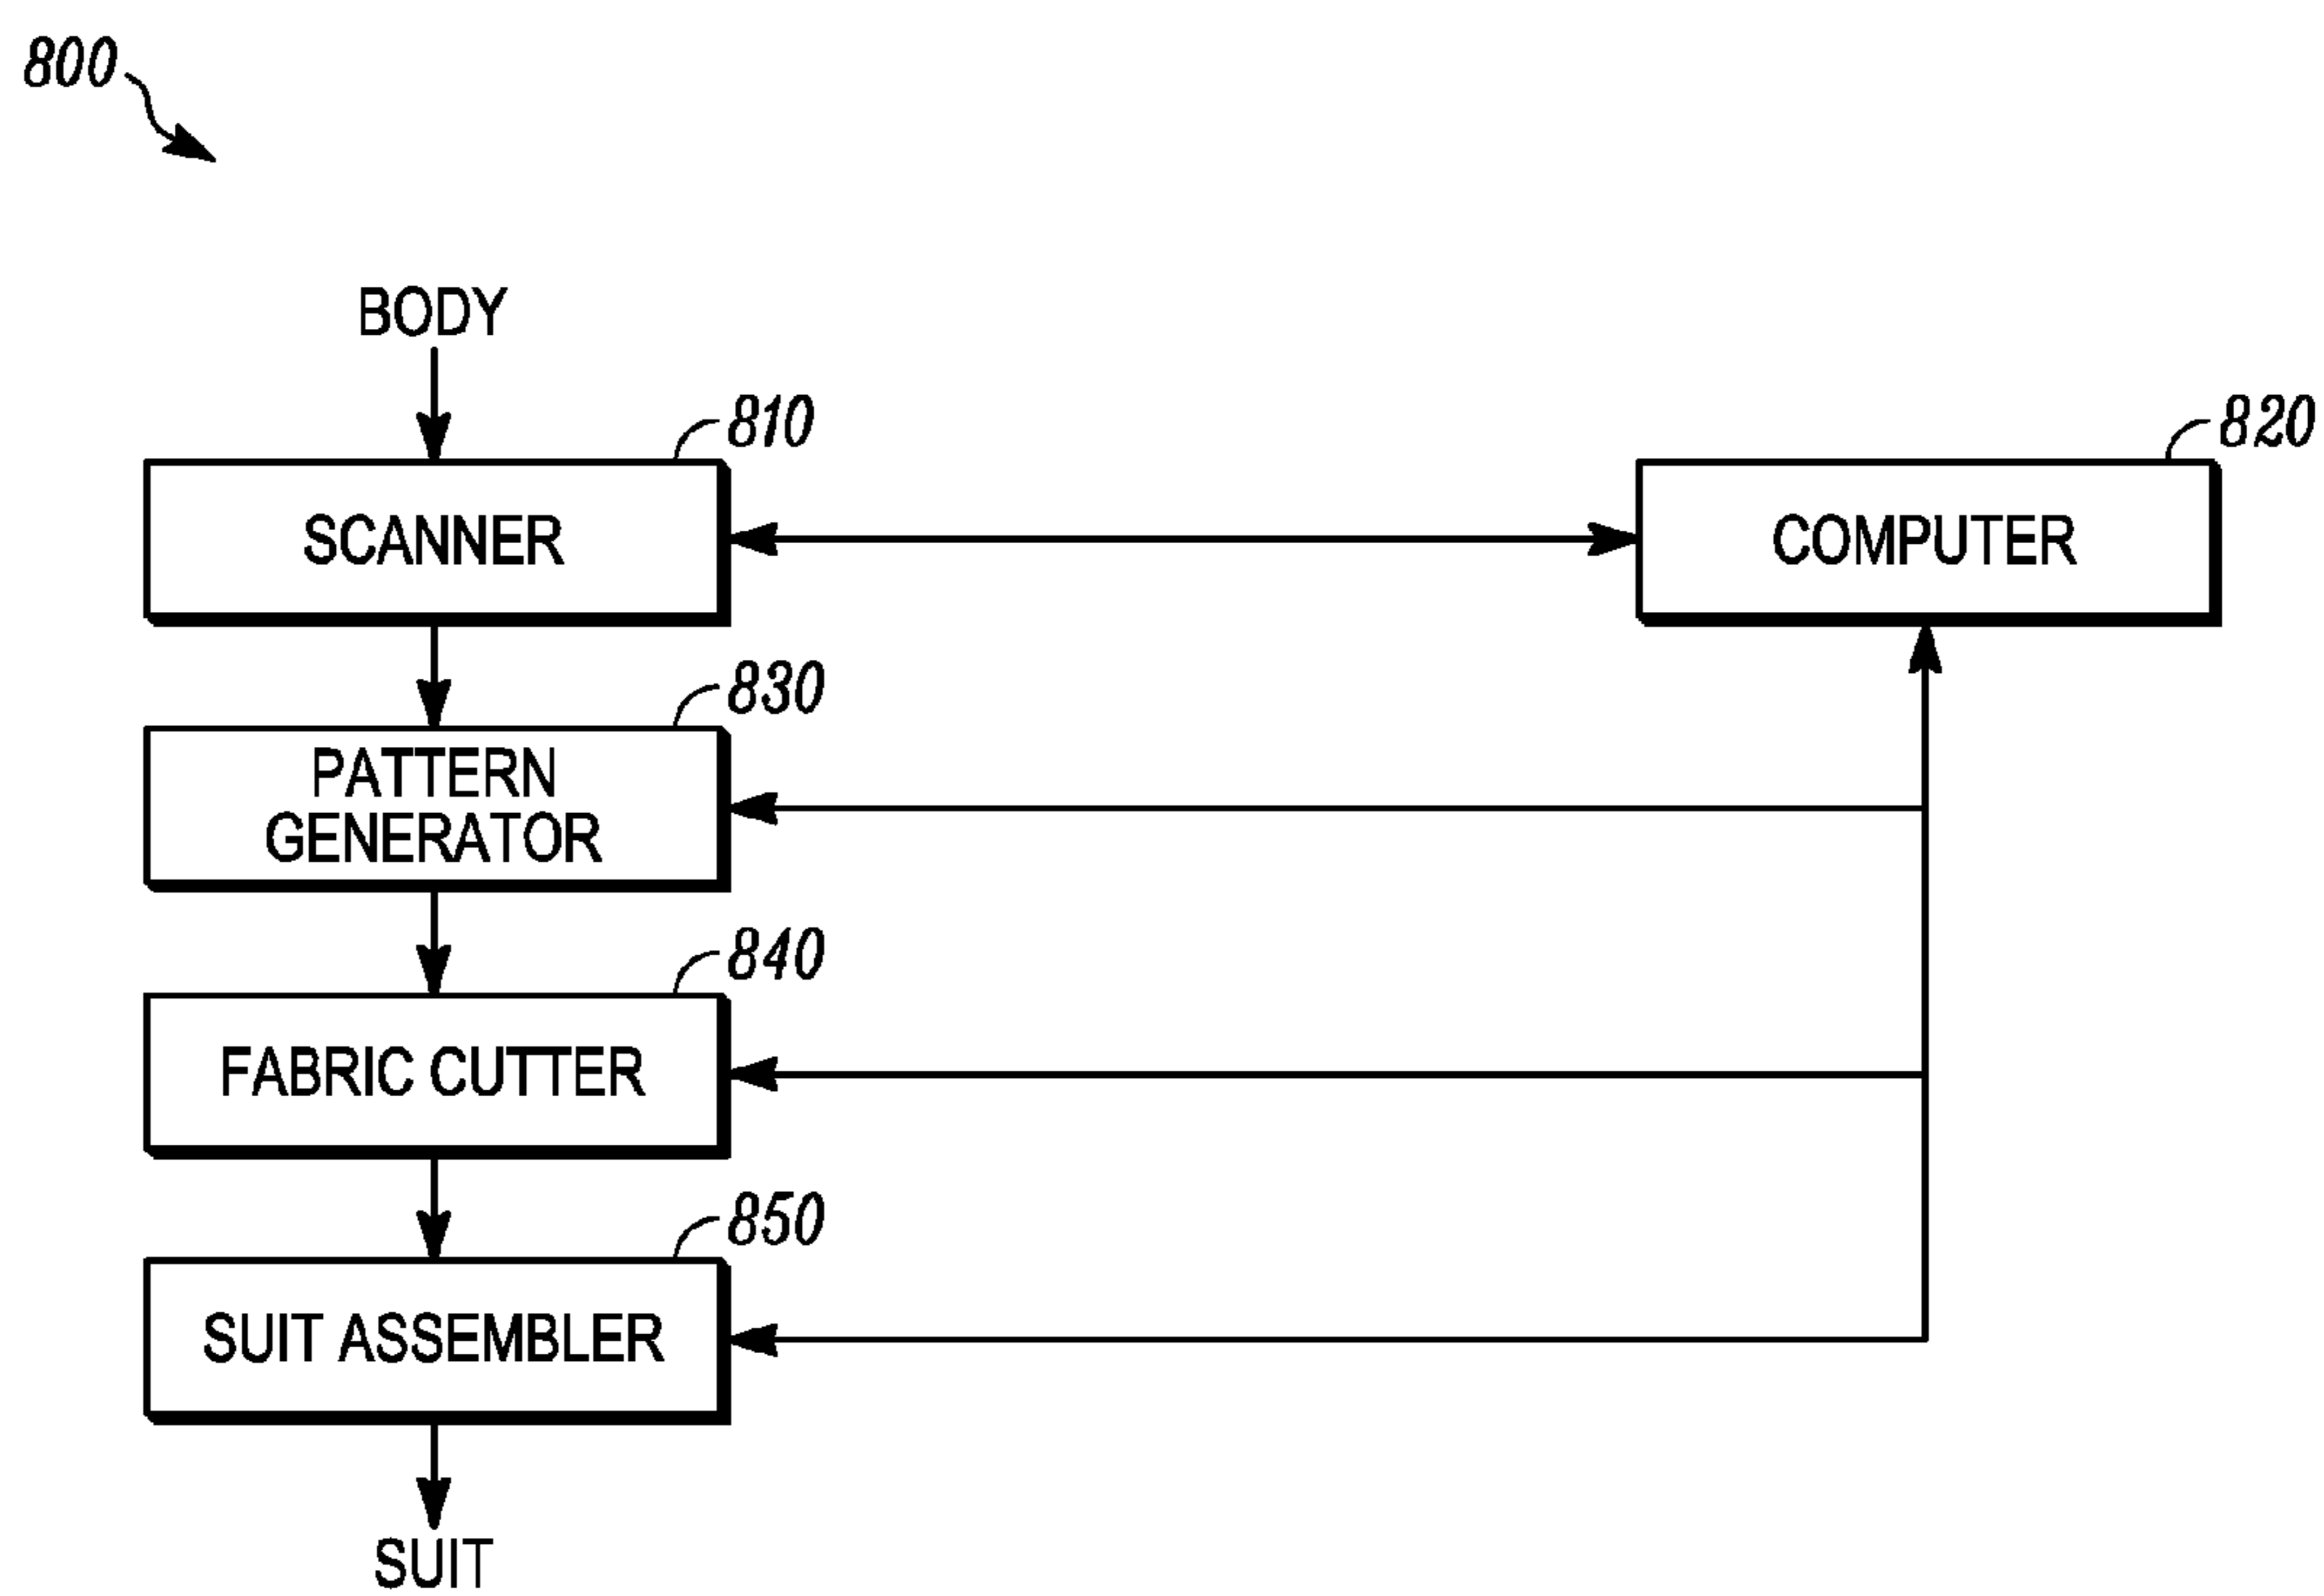 800
BODY
810
820
SCANNER
COMPUTER
830
PATTERN
GENERATOR
840
FABRIC CUTTER
850
SUIT ASSEMBLER
SUIT